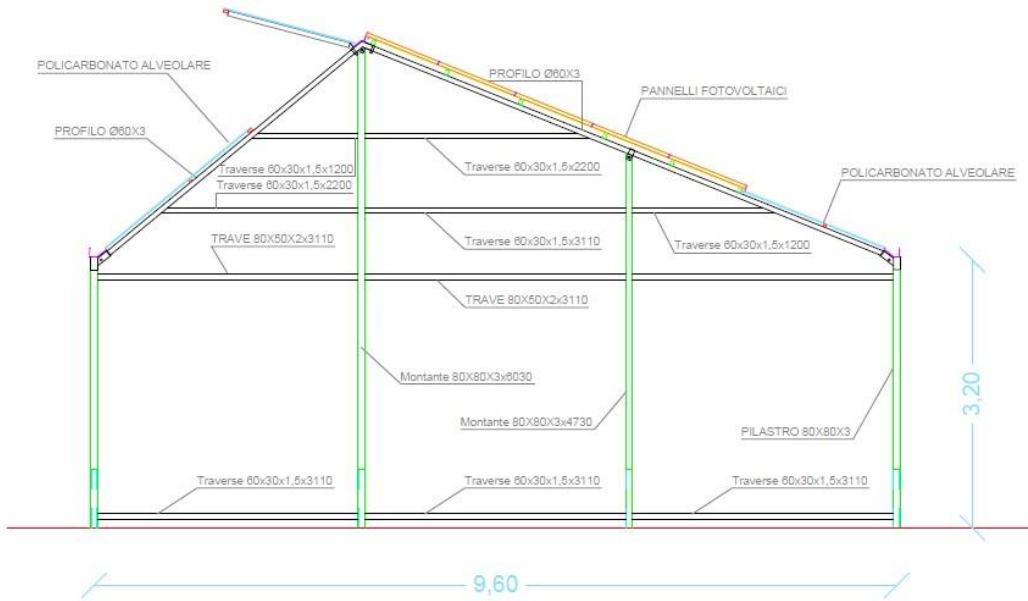 POLICARBONATO ALVEOLARE
PROFILO Ø60X3
PANNELLI FOTOVOLTAICI
PROFILO Ø60X3
Traverse 60x30x1,5x1200
Traverse 60x30x1,5x2200
Traverse 60x30x1,5x2200
POLICARBONATO ALVEOLARE
TRAVE 80X50X2x3110
Traverse 60x30x1,5x3110
Traverse 60x30x1,5x1200
TRAVE 80X50X2x3110
Montante 80X80X3x6030
Montante 80X80X3x4730
PILASTRO 80X80X3
3,20
Traverse 60x30x1,5x3110
Traverse 60x30x1,5x3110
Traverse 60x30x1,5x3110
9,60